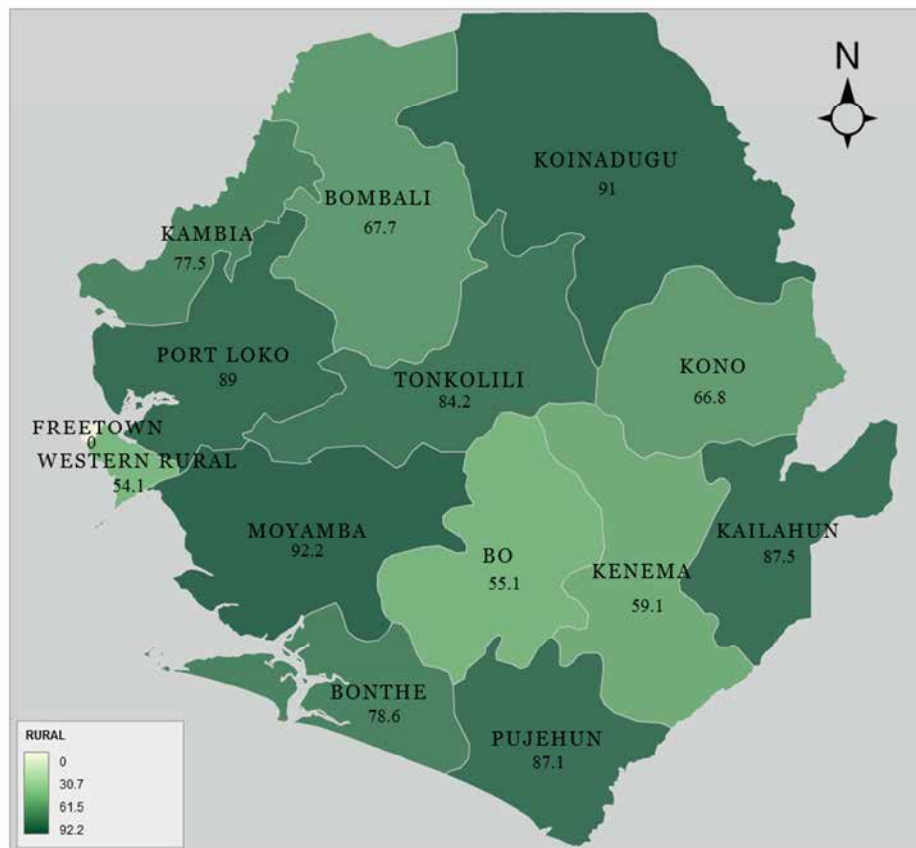 N
KOINADUGU
91
BOMBALI
67.7
KAMBIA
77.5
PORT LOKO
89
TONKOLILI
84.2
KONO
66.8
FREETOWN
0
WESTERN RURAL
54.1
MOYAMBA
92.2
BO
55.1
KENEMA
59.1
KAILAHUN
87.5
BONTHE
78.6
PUJEHUN
87.1
RURAL
0
30.7
61.5
92.2